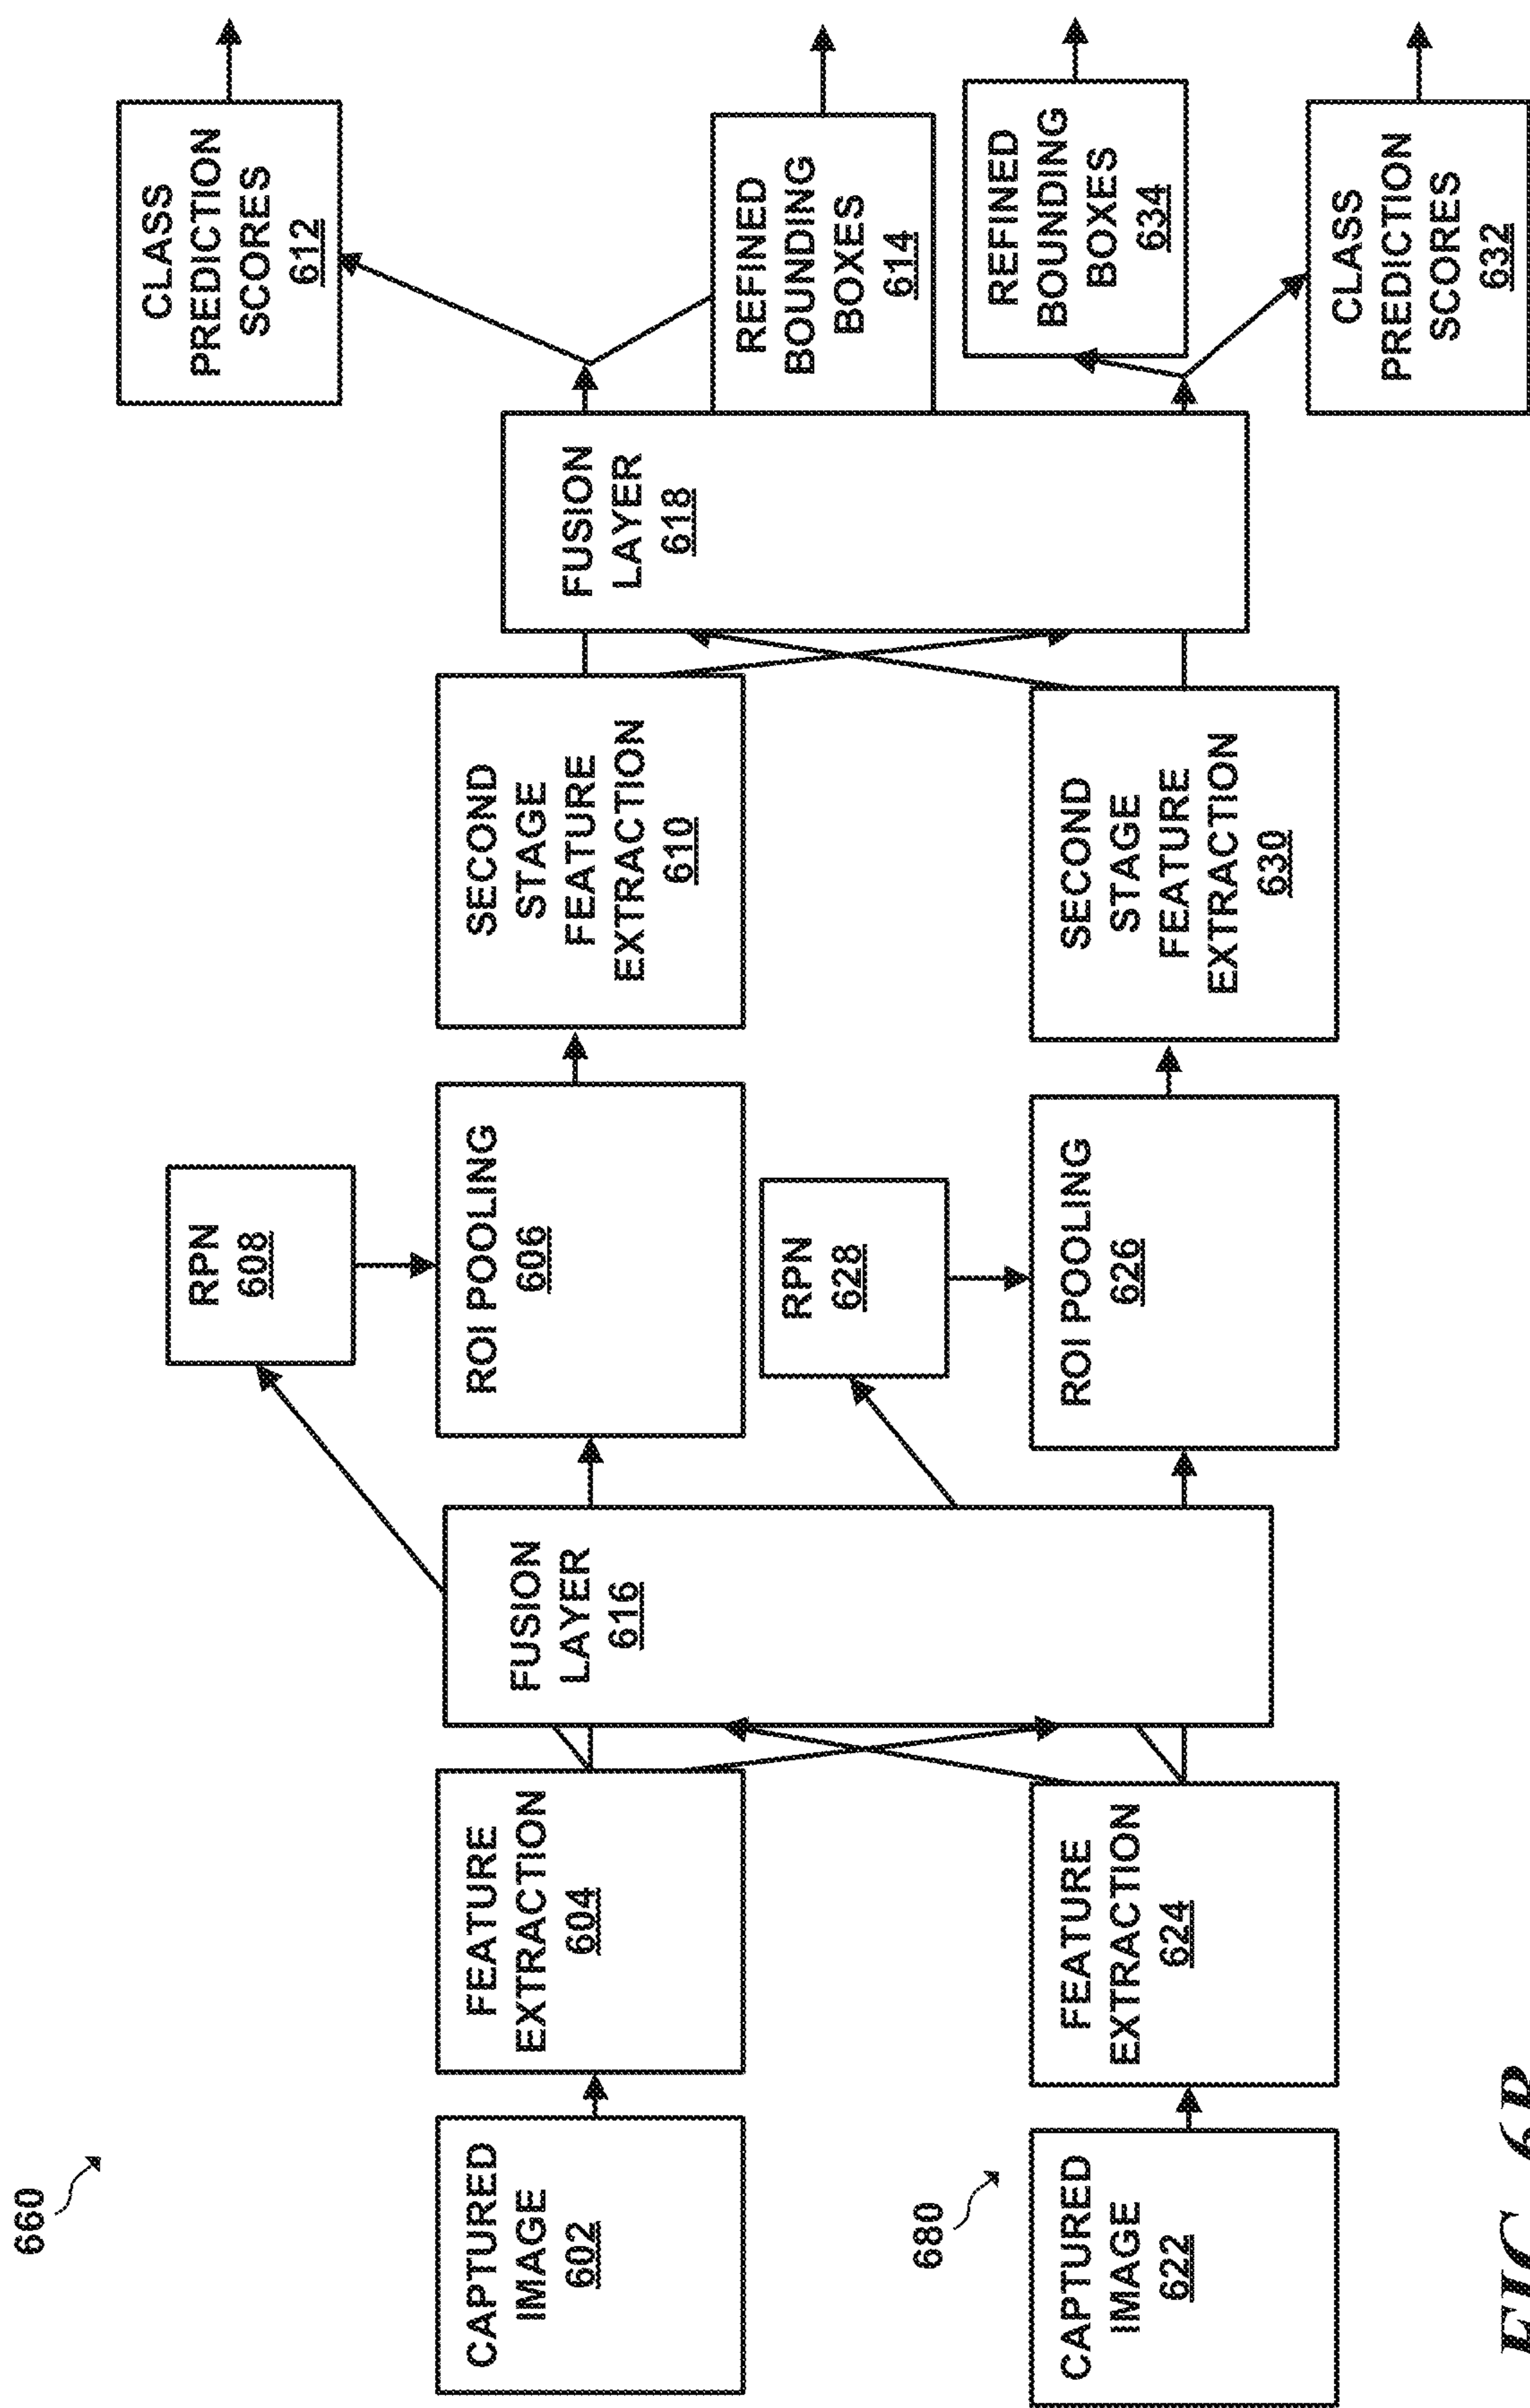 660
CAPTURED
IMAGE
602
FEATURE
EXTRACTION
604
FUSION
LAYER
616
RPN
608
ROI POOLING
606
SECOND
STAGE
FEATURE
EXTRACTION
610
FUSION
LAYER
618
CLASS
PREDICTION
SCORES
612
REFINED
BOUNDING
BOXES
614
680
CAPTURED
IMAGE
622
FEATURE
EXTRACTION
624
RPN
628
ROI POOLING
626
SECOND
STAGE
FEATURE
EXTRACTION
630
REFINED
BOUNDING
BOXES
634
CLASS
PREDICTION
SCORES
632
FIG. 6B